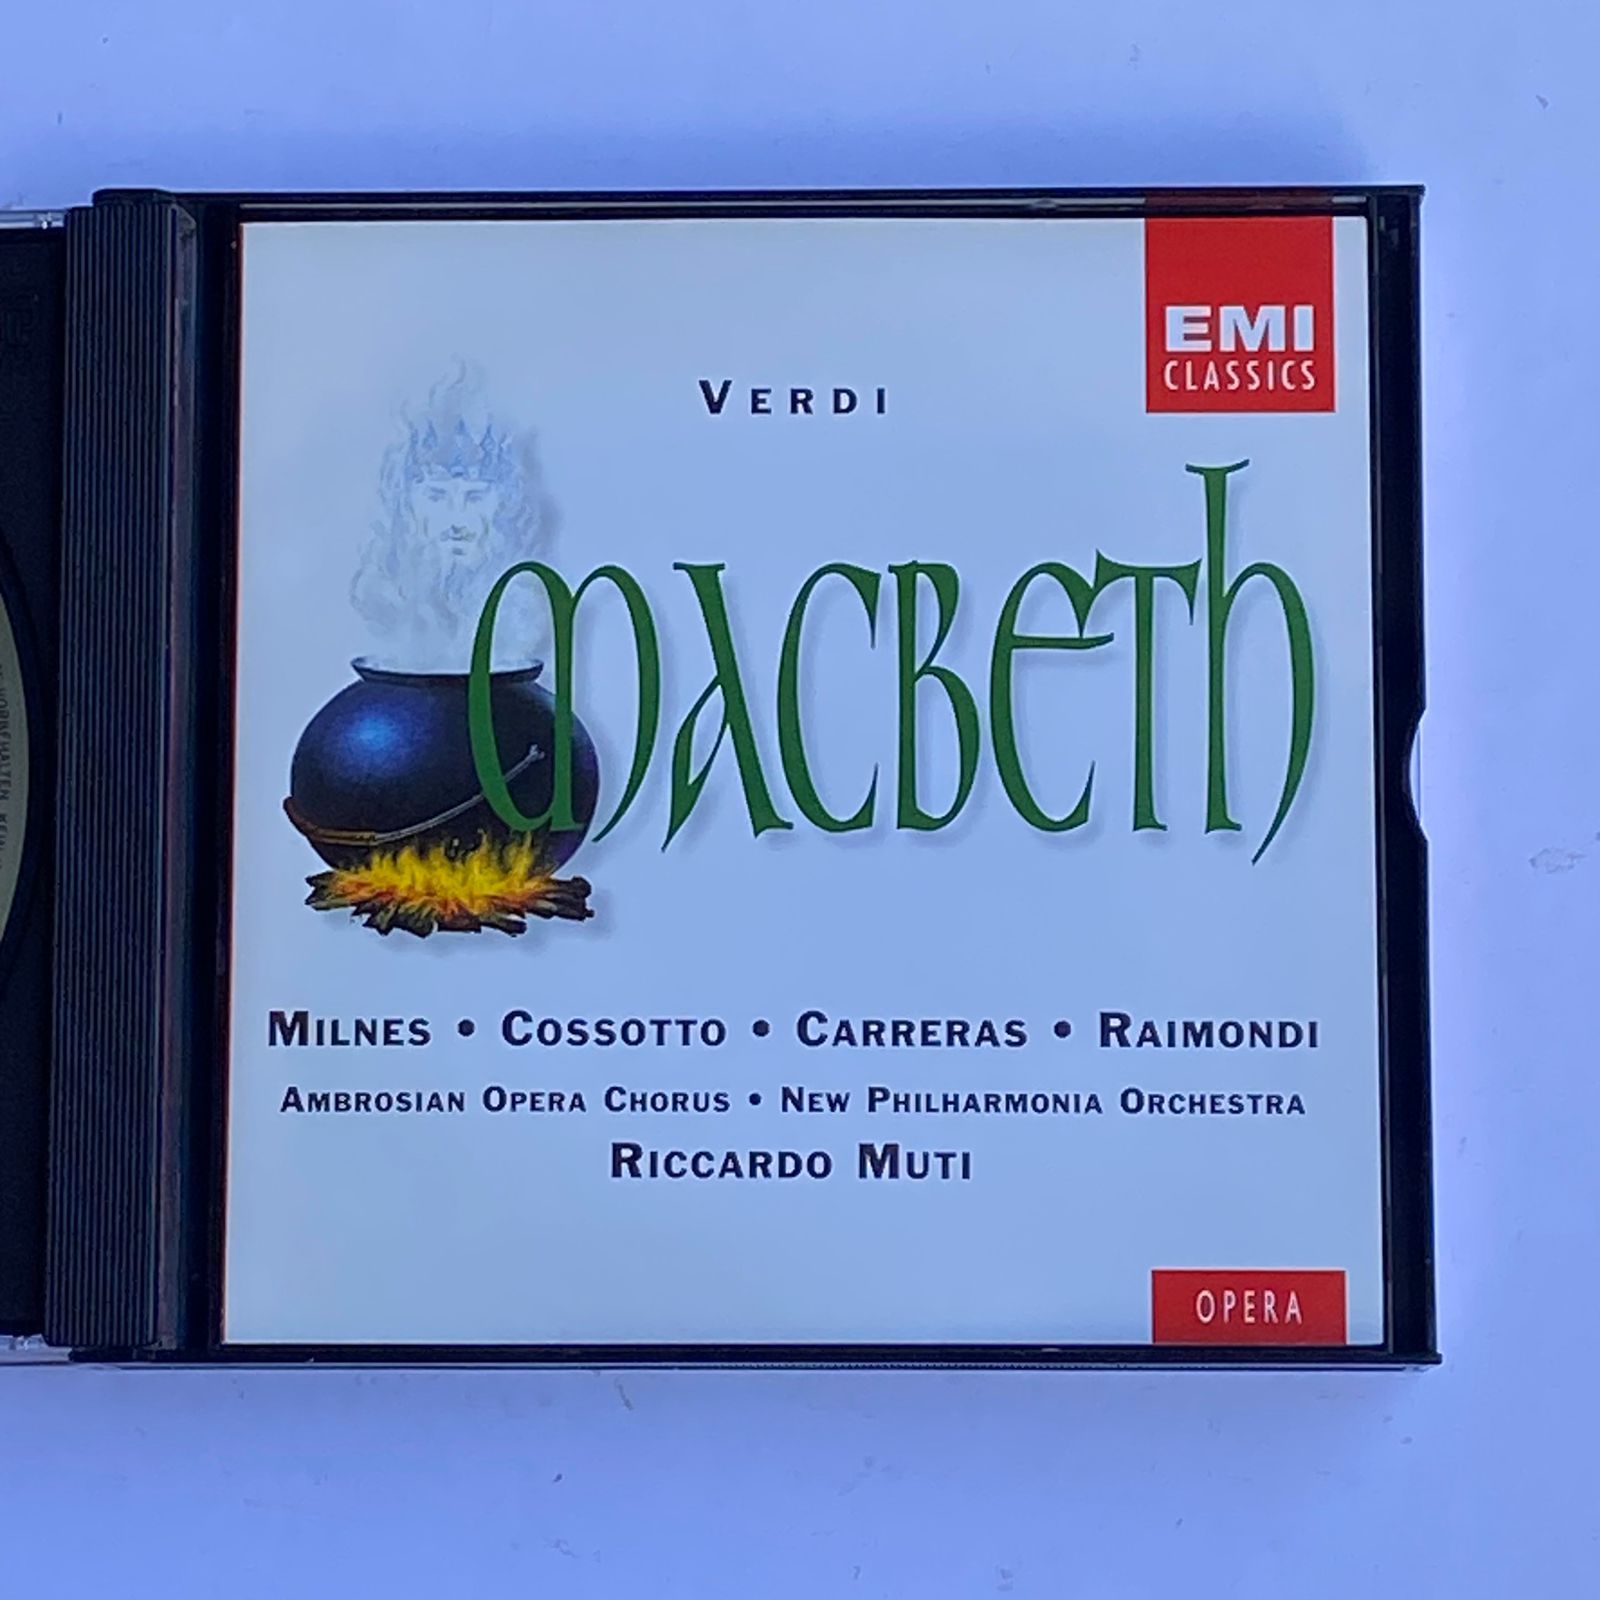 EMI
CLASSICS
VERDI
MACBETH
MILNES • COSSOTTO • CARRERAS • RAIMONDI
AMBROSIAN OPERA CHORUS • NEW PHILHARMONIA ORCHESTRA
RICCARDO MUTI
OPERA